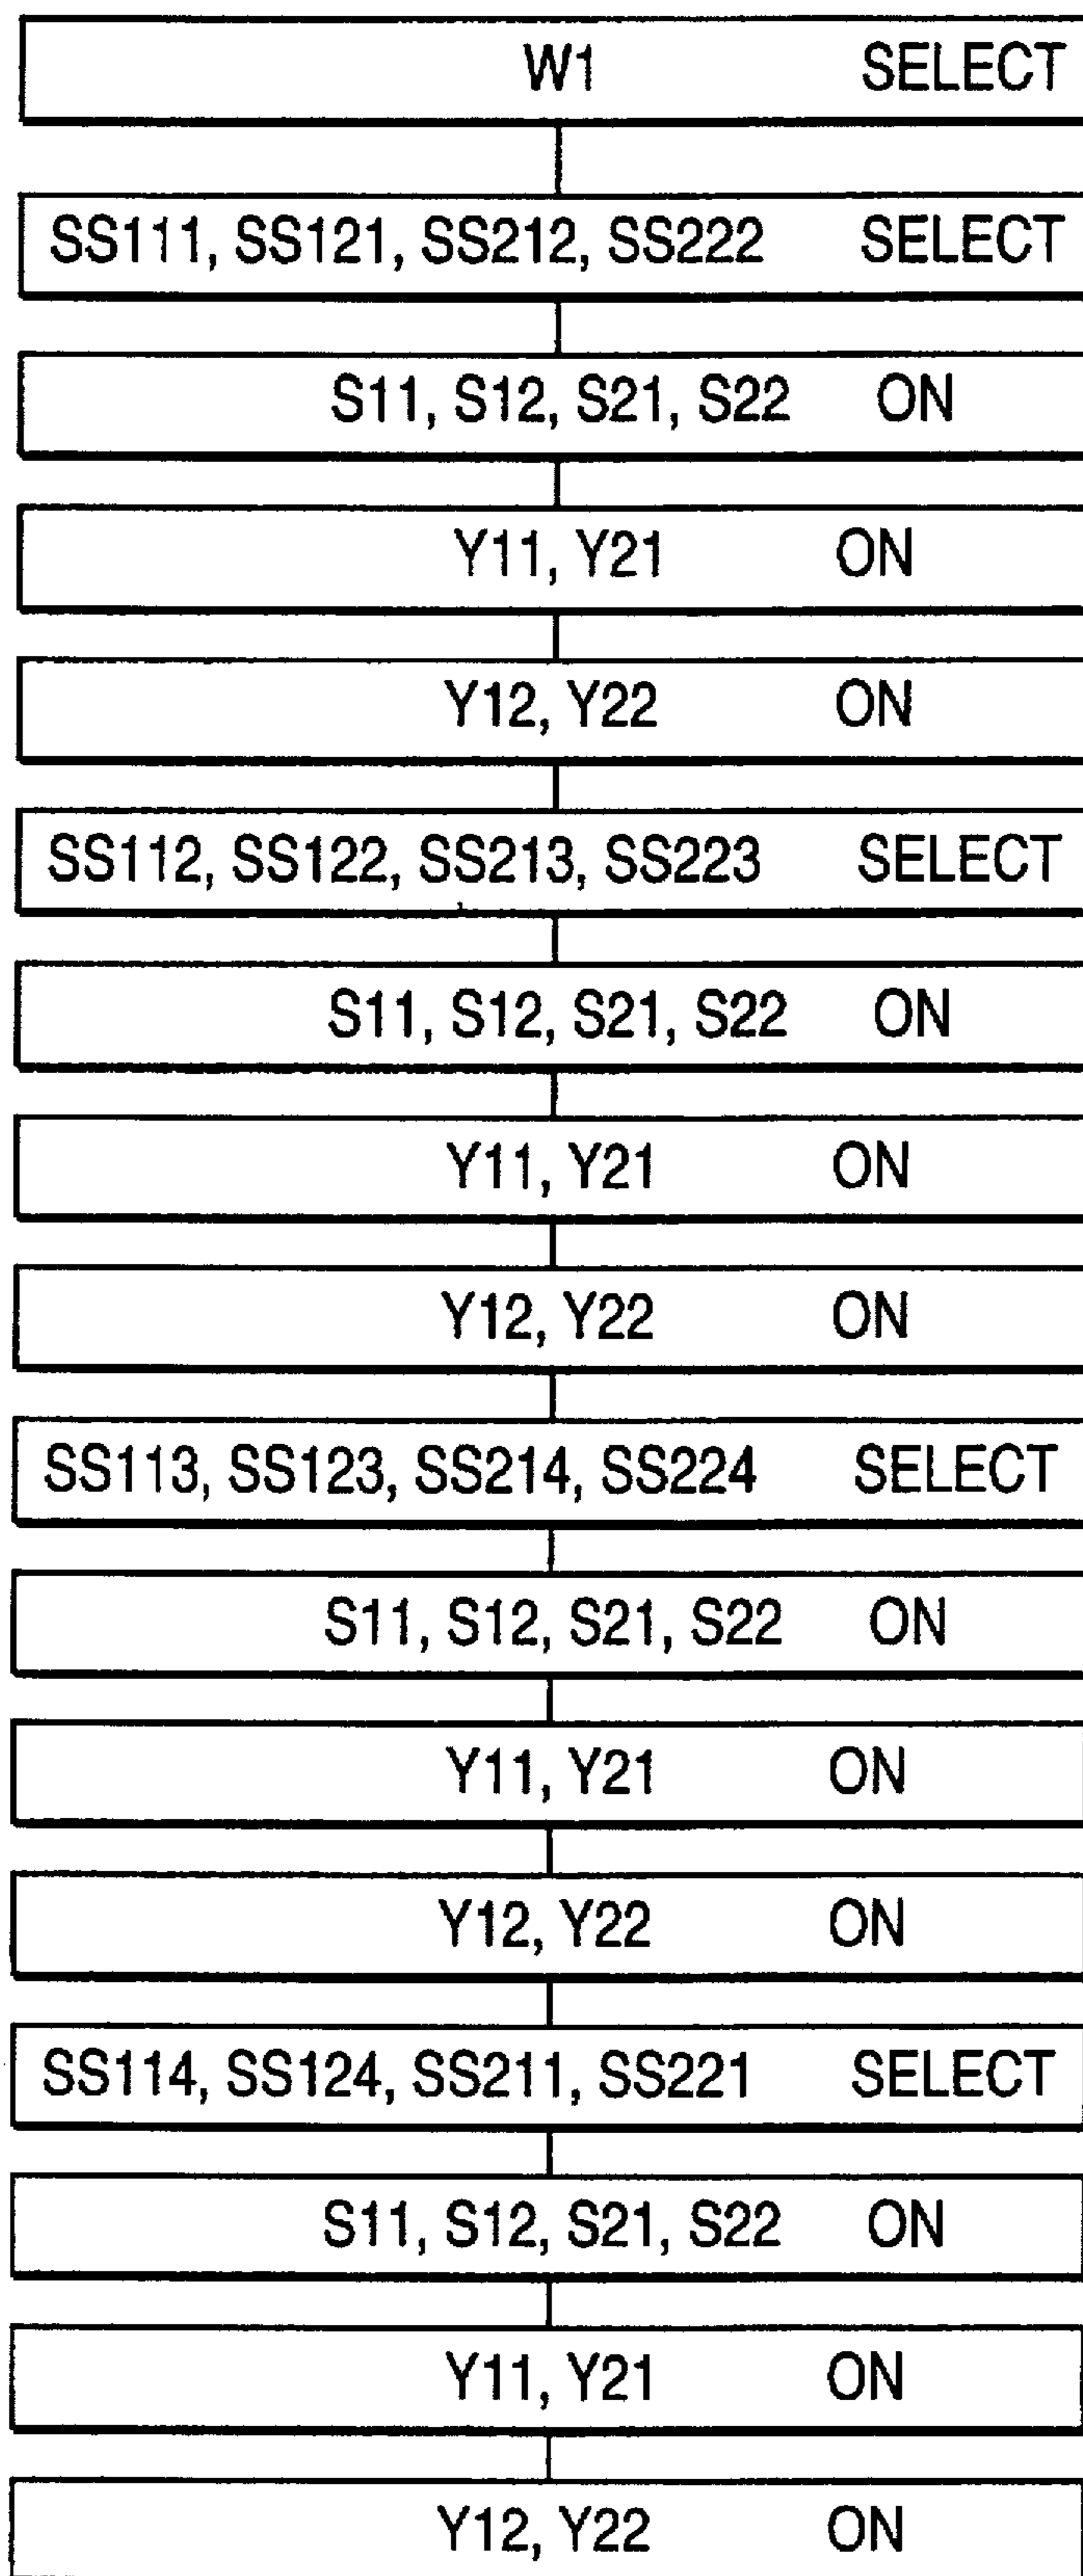 W1 SELECT
SS111, SS121, SS212, SS222 SELECT
S11, S12, S21, S22 ON
Y11, Y21 ON
Y12, Y22 ON
SS112, SS122, SS213, SS223 SELECT
S11, S12, S21, S22 ON
Y11, Y21 ON
Y12, Y22 ON
SS113, SS123, SS214, SS224 SELECT
S11, S12, S21, S22 ON
Y11, Y21 ON
Y12, Y22 ON
SS114, SS124, SS211, SS221 SELECT
S11, S12, S21, S22 ON
Y11, Y21 ON
Y12, Y22 ON